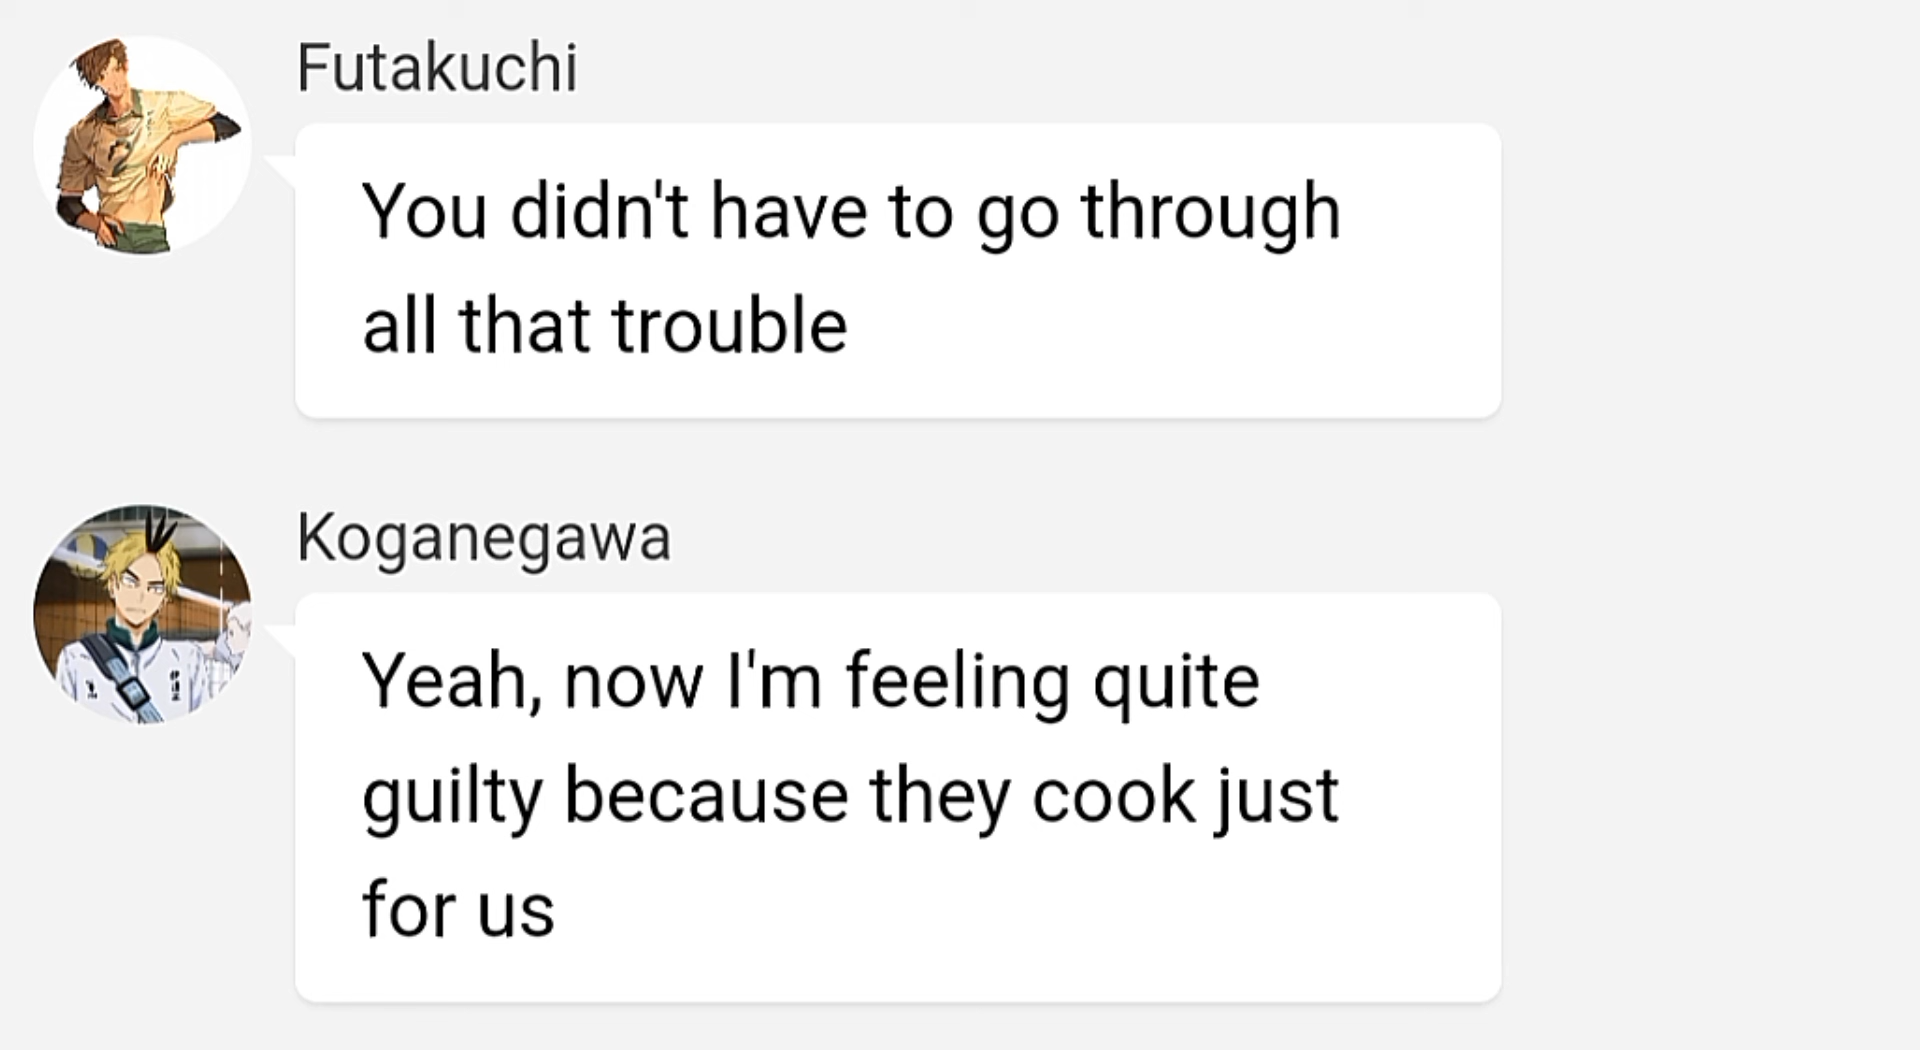 Futakuchi
You didn't have to go through
all that trouble
Koganegawa
Yeah, now I'm feeling quite
guilty because they cook just
for us